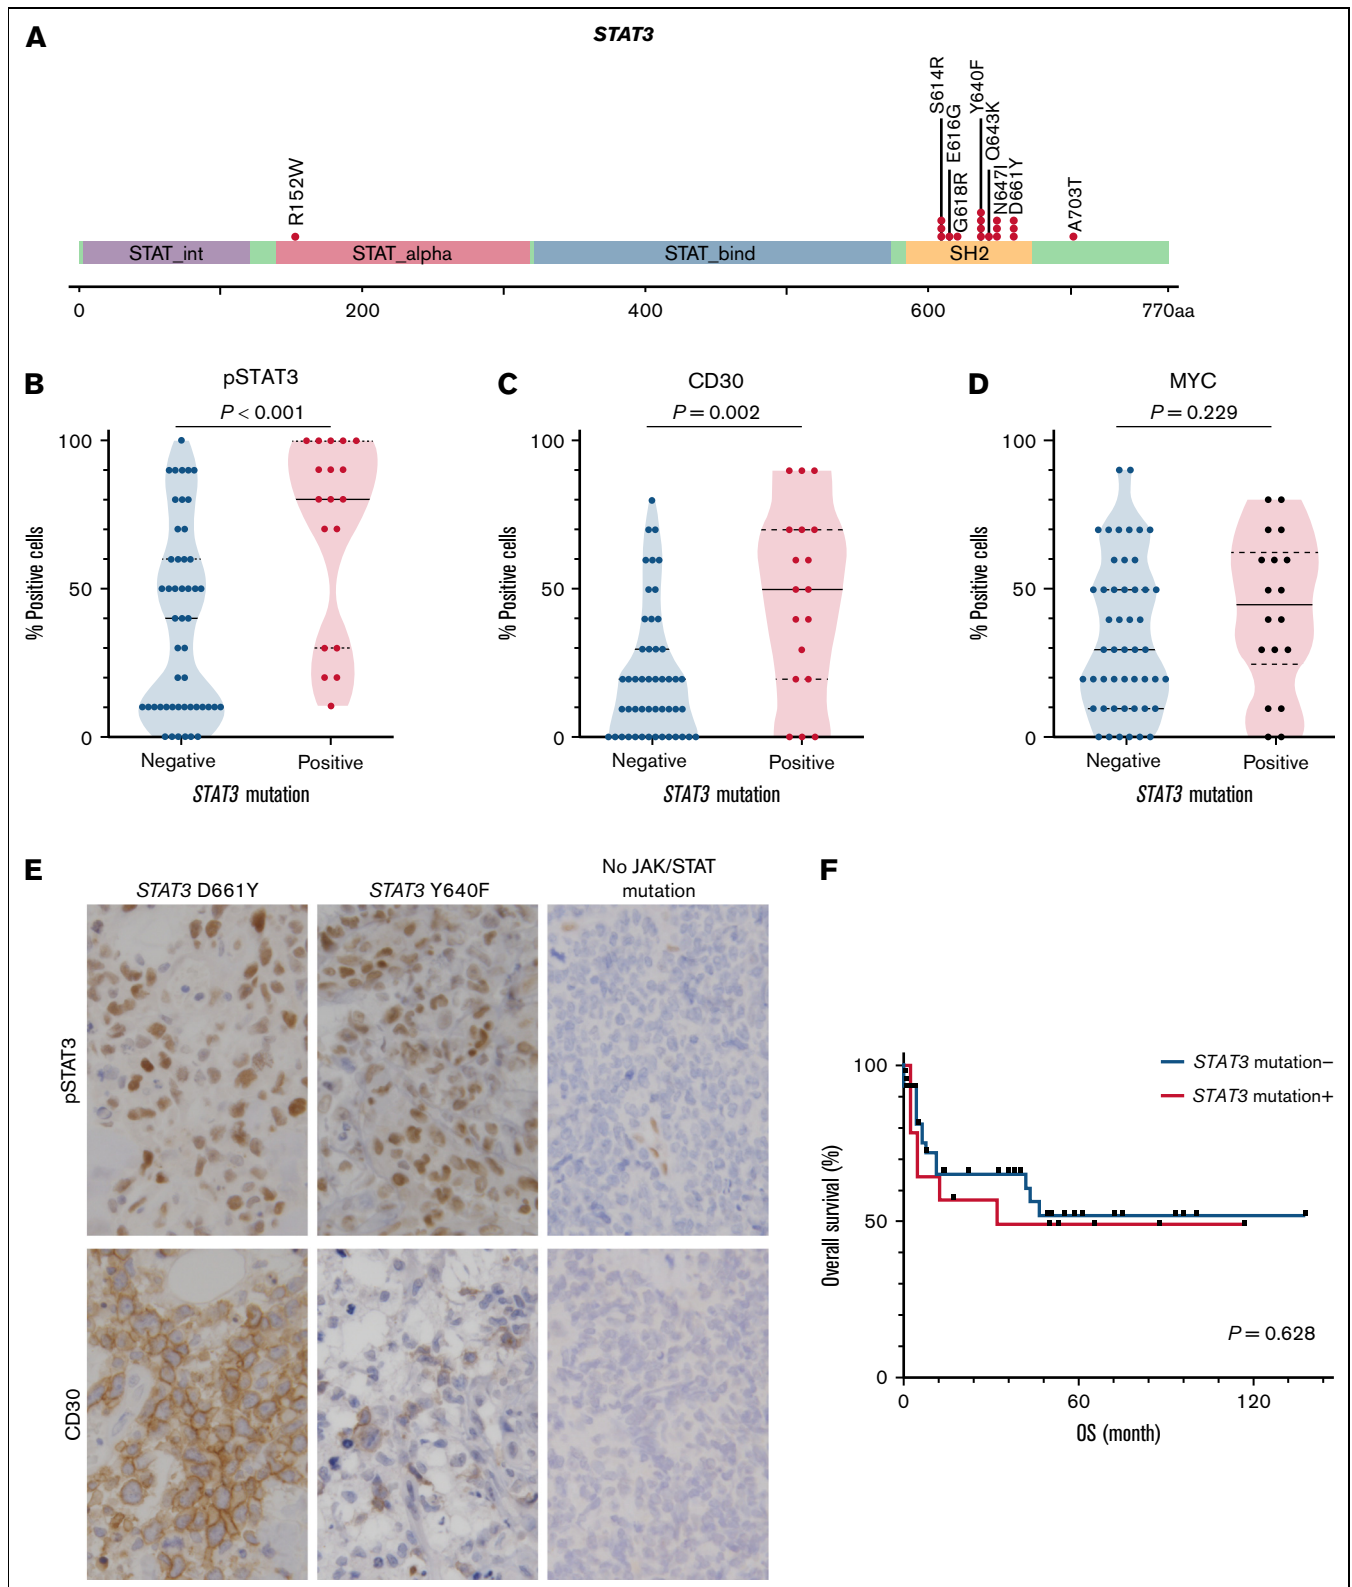 A
STAT3
S614R
E616G
G618R
Y640F
Q643K
N647I
D661Y
R152W
A703T
STAT_int
STAT_alpha
STAT_bind
SH2
0
200
400
600
770aa
B
pSTAT3
P < 0.001
100
50
0
% Positive cells
Negative
Positive
STAT3 mutation
C
CD30
P = 0.002
100
50
0
% Positive cells
Negative
Positive
STAT3 mutation
D
MYC
P = 0.229
100
50
0
% Positive cells
Negative
Positive
STAT3 mutation
E
STAT3 D661Y
STAT3 Y640F
No JAK/STAT
mutation
pSTAT3
CD30
F
100
50
0
Overall survival (%)
STAT3 mutation–
STAT3 mutation+
P = 0.628
0
60
120
OS (month)